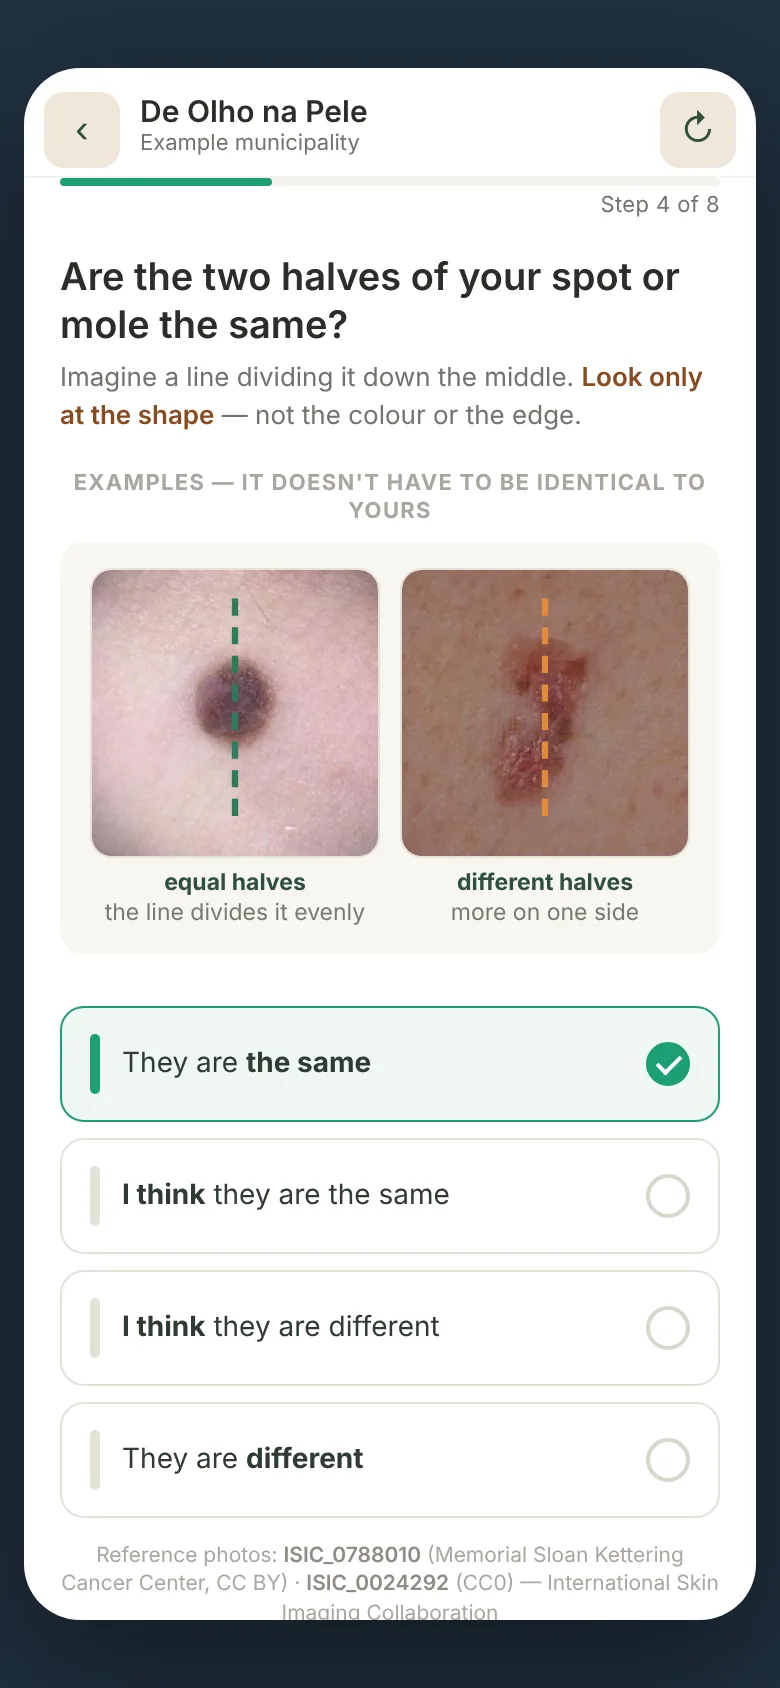 De Olho na Pele
Example municipality
Step 4 of 8
Are the two halves of your spot or
mole the same?
Imagine a line dividing it down the middle. Look only
at the shape — not the colour or the edge.
EXAMPLES — IT DOESN'T HAVE TO BE IDENTICAL TO
YOURS
equal halves
the line divides it evenly
different halves
more on one side
They are the same
I think they are the same
I think they are different
They are different
Reference photos: ISIC_0788010 (Memorial Sloan Kettering
Cancer Center, CC BY) · ISIC_0024292 (CC0) — International Skin
Imaging Collaboration